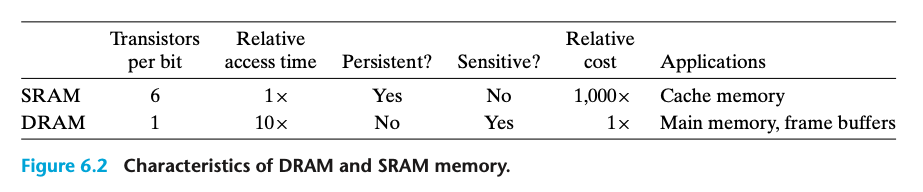 Transistors Relative Relative
per bit access time Persistent? Sensitive? cost Applications
SRAM 6 1× Yes No 1,000× Cache memory
DRAM 1 10× No Yes 1× Main memory, frame buffers
Figure 6.2 Characteristics of DRAM and SRAM memory.